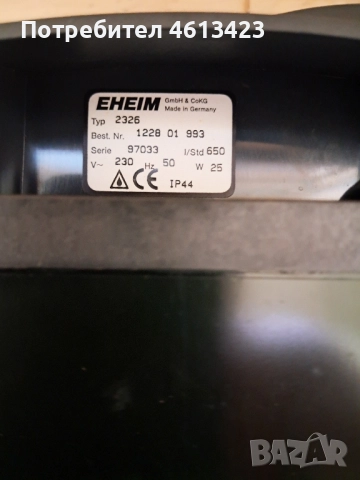 Потребител 4613423
EHEIM GmbH & CoKG
Made in Germany
Typ 2326
Best. Nr. 1228 01 993
Serie 97033 l/Std 650
V~ 230 Hz 50 W 25
CE IP44
BAZAR